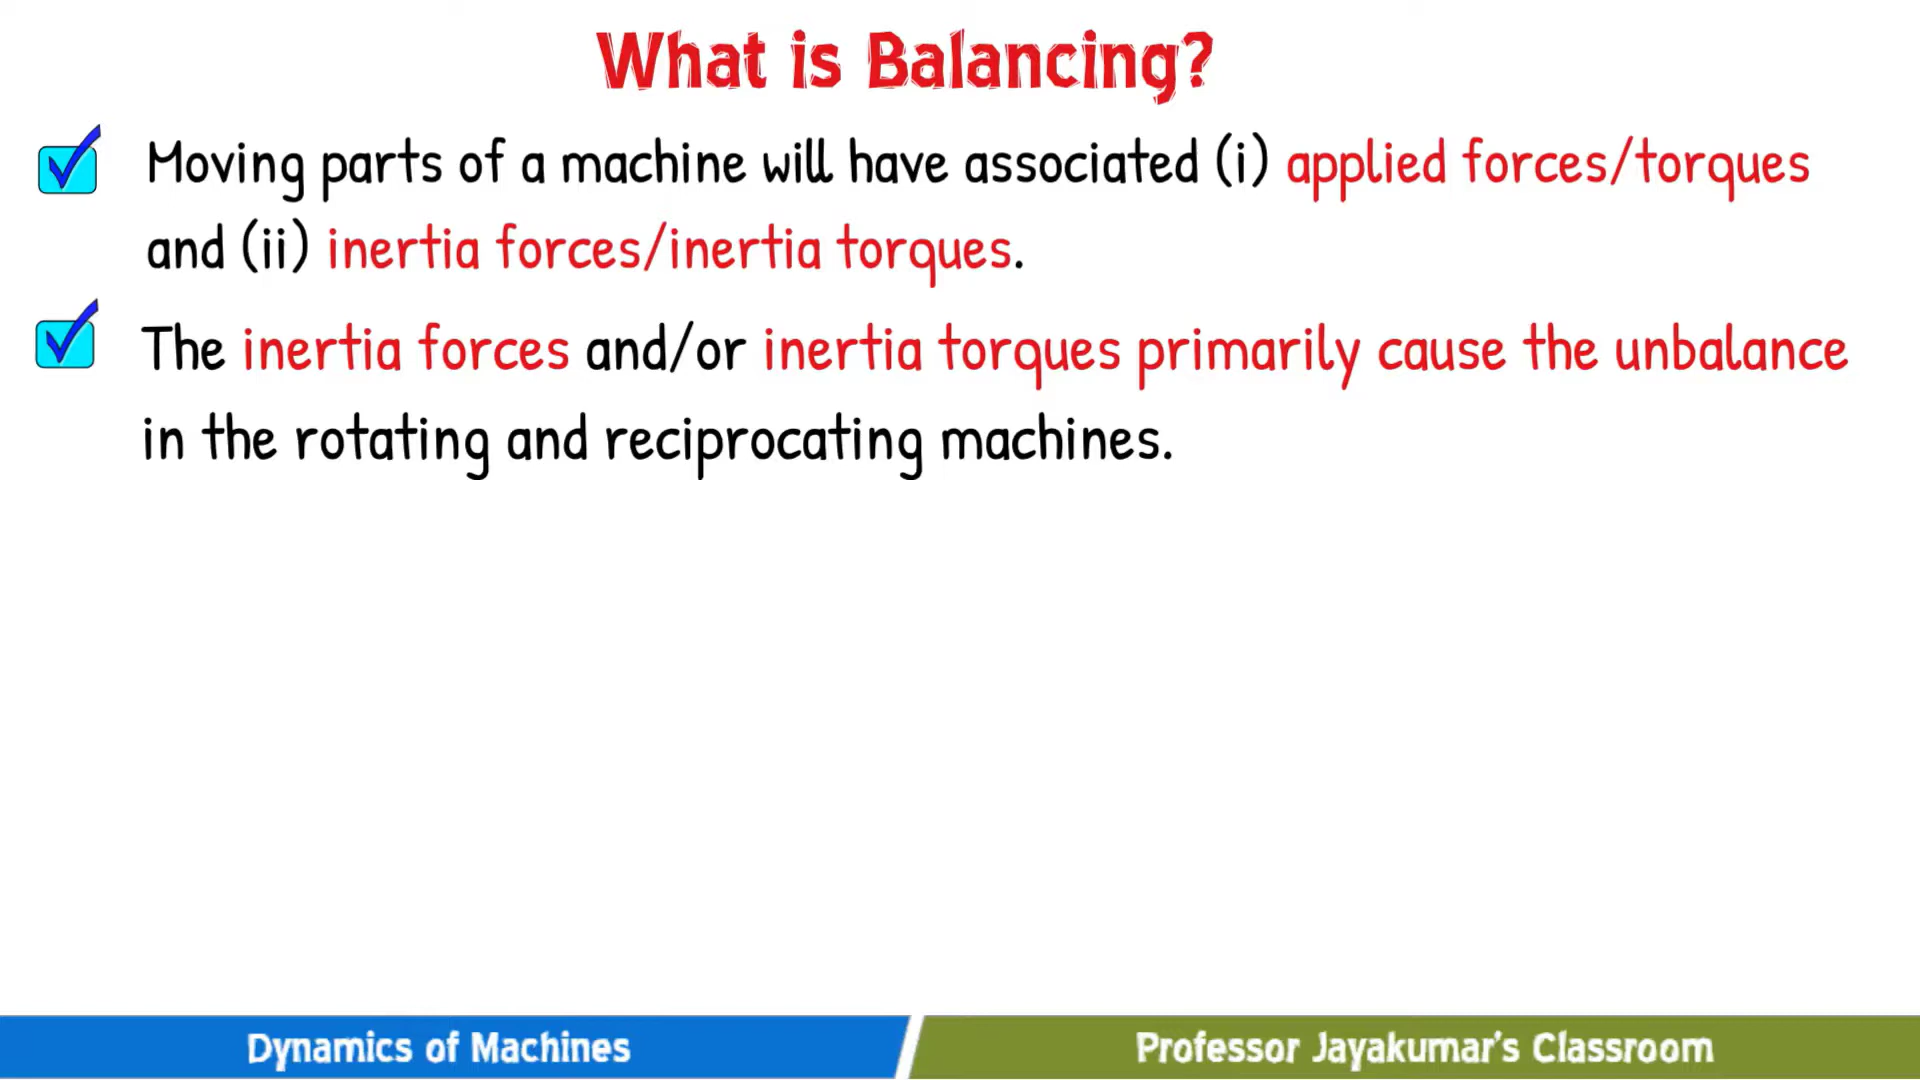 What is Balancing?
Moving parts of a machine will have associated (i) applied forces/torques
and (ii) inertia forces/inertia torques.
The inertia forces and/or inertia torques primarily cause the unbalance
in the rotating and reciprocating machines.
Dynamics of Machines
Professor Jayakumar's Classroom